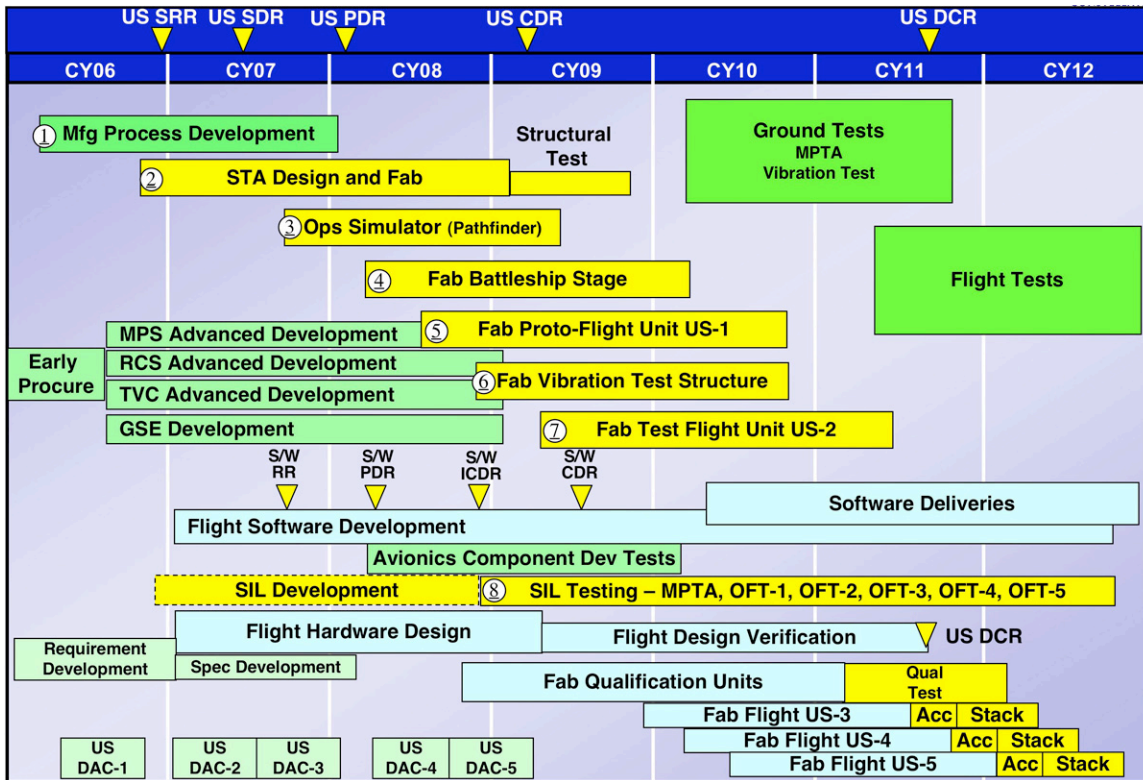 US SRR US SDR US PDR US CDR US DCR
CY06 CY07 CY08 CY09 CY10 CY11 CY12
1 Mfg Process Development
Structural
Test
Ground Tests
MPTA
Vibration Test
2 STA Design and Fab
3 Ops Simulator (Pathfinder)
4 Fab Battleship Stage
Flight Tests
MPS Advanced Development
5 Fab Proto-Flight Unit US-1
Early
Procure
RCS Advanced Development
6 Fab Vibration Test Structure
TVC Advanced Development
GSE Development
7 Fab Test Flight Unit US-2
S/W
RR
S/W
PDR
S/W
ICDR
S/W
CDR
Software Deliveries
Flight Software Development
Avionics Component Dev Tests
SIL Development
8 SIL Testing – MPTA, OFT-1, OFT-2, OFT-3, OFT-4, OFT-5
Flight Hardware Design
Flight Design Verification
US DCR
Requirement
Development
Spec Development
Fab Qualification Units
Qual
Test
Fab Flight US-3 Acc Stack
Fab Flight US-4 Acc Stack
Fab Flight US-5 Acc Stack
US
DAC-1
US
DAC-2
US
DAC-3
US
DAC-4
US
DAC-5